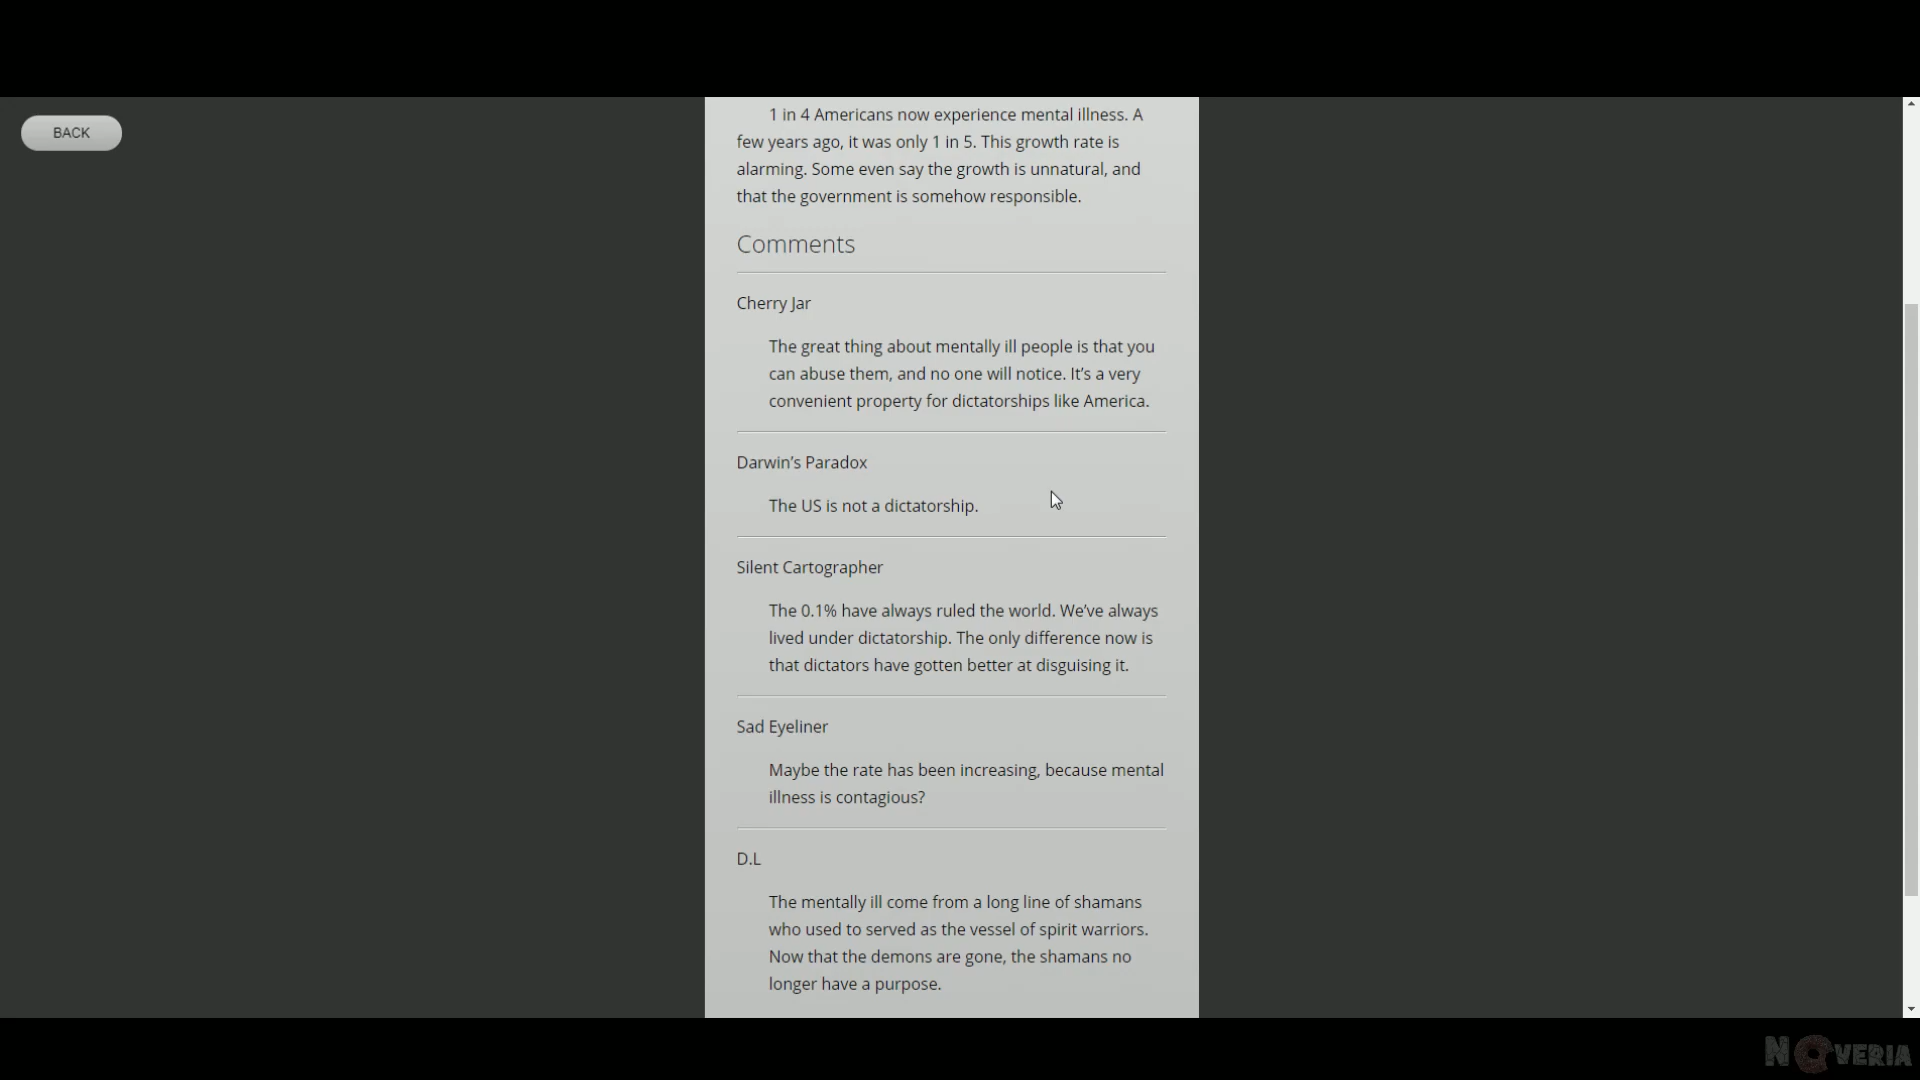 BACK
1 in 4 Americans now experience mental illness. A
few years ago, it was only 1 in 5. This growth rate is
alarming. Some even say the growth is unnatural, and
that the government is somehow responsible.
Comments
Cherry Jar
The great thing about mentally ill people is that you
can abuse them, and no one will notice. It’s a very
convenient property for dictatorships like America.
Darwin’s Paradox
The US is not a dictatorship.
Silent Cartographer
The 0.1% have always ruled the world. We’ve always
lived under dictatorship. The only difference now is
that dictators have gotten better at disguising it.
Sad Eyeliner
Maybe the rate has been increasing, because mental
illness is contagious?
D.L
The mentally ill come from a long line of shamans
who used to served as the vessel of spirit warriors.
Now that the demons are gone, the shamans no
longer have a purpose.
NOVERIA